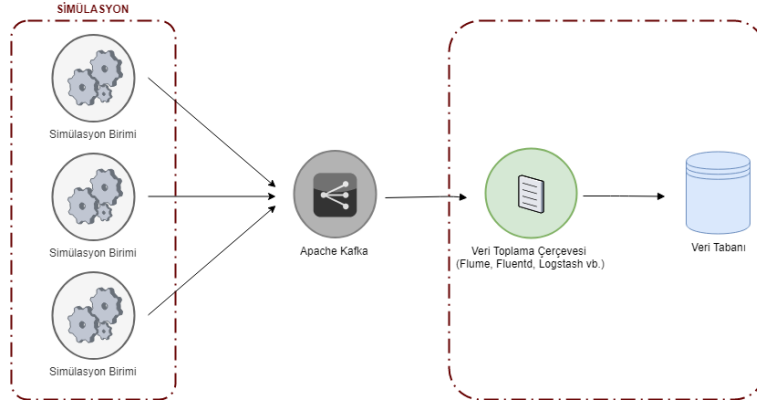 SİMÜLASYON
Simülasyon Birimi
Simülasyon Birimi
Simülasyon Birimi
Apache Kafka
Veri Toplama Çerçevesi
(Flume, Fluentd, Logstash vb.)
Veri Tabanı